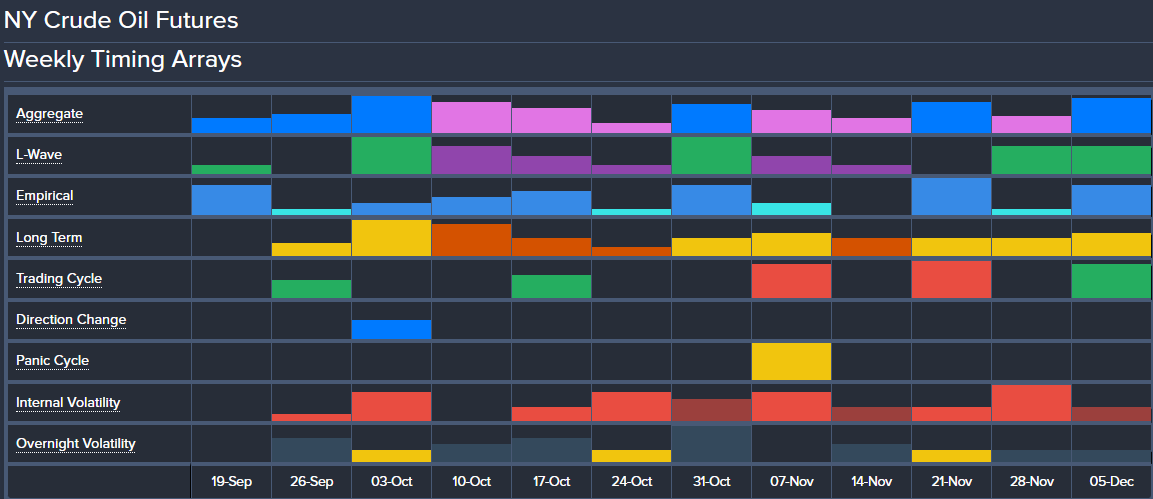 NY Crude Oil Futures
Weekly Timing Arrays
Aggregate
L-Wave
Empirical
Long Term
Trading Cycle
Direction Change
Panic Cycle
Internal Volatility
Overnight Volatility
19-Sep 26-Sep 03-Oct 10-Oct 17-Oct 24-Oct 31-Oct 07-Nov 14-Nov 21-Nov 28-Nov 05-Dec